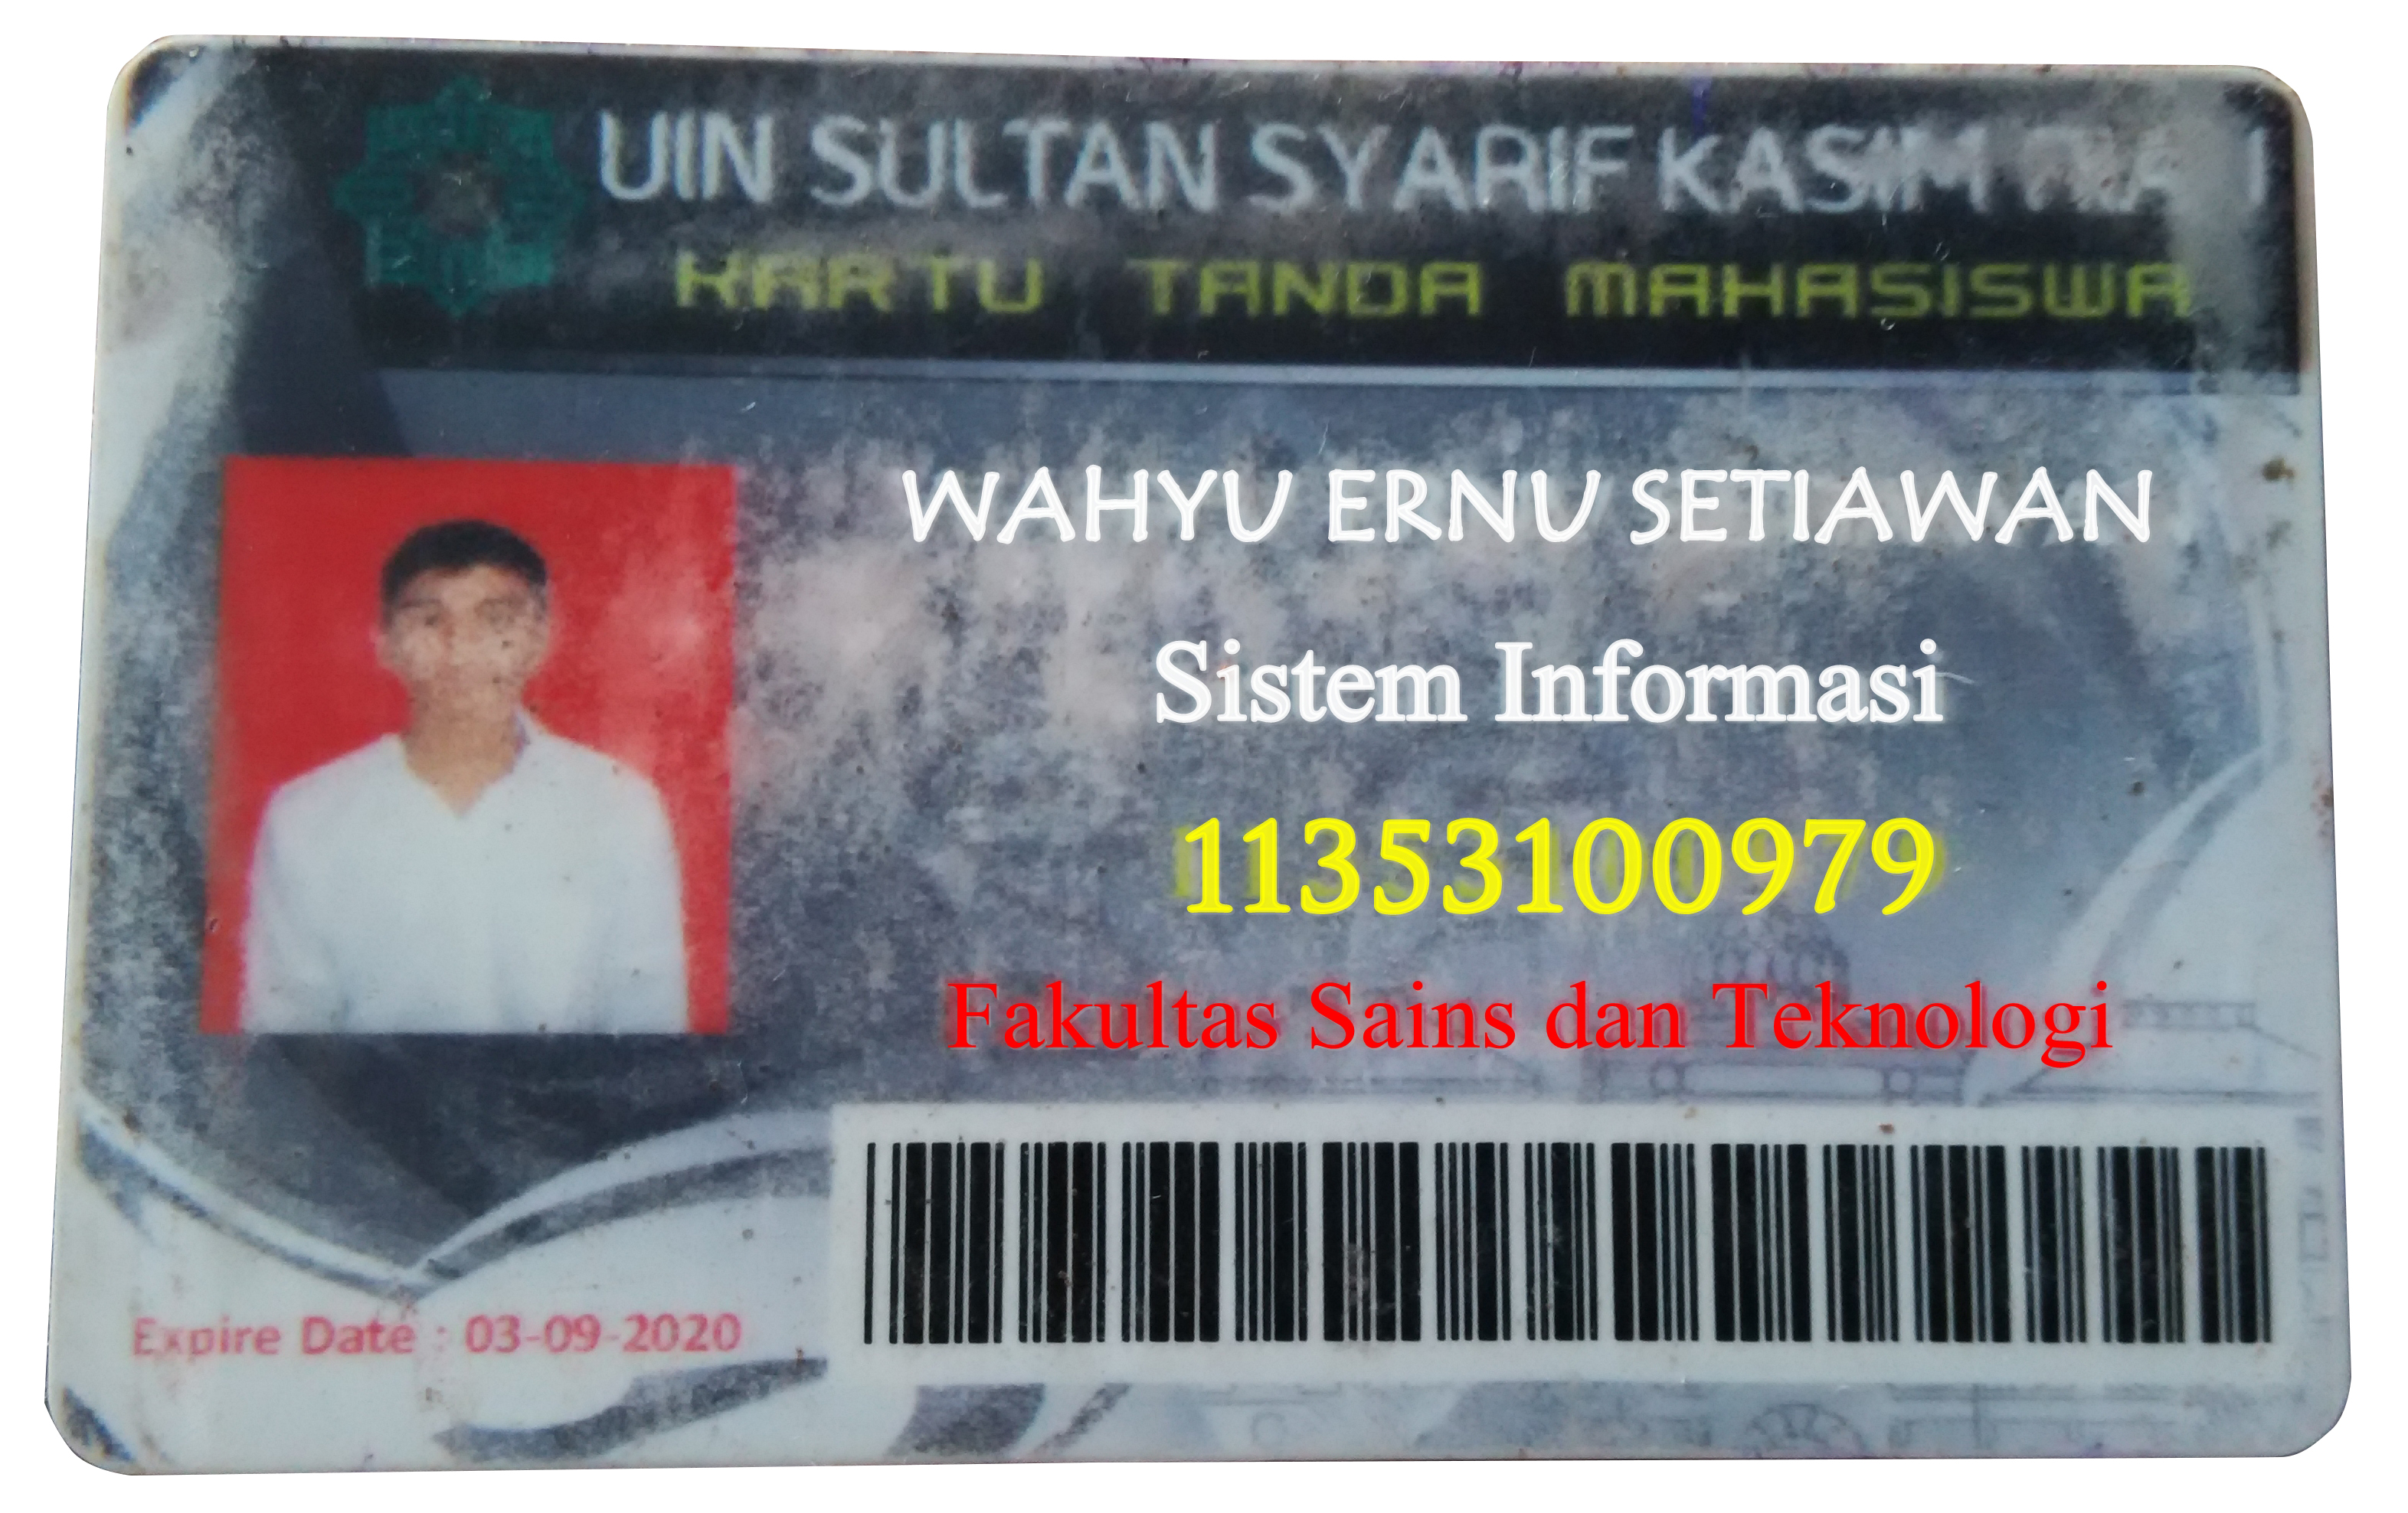 UIN SULTAN SYARIF KASIM
KARTU TANDA MAHASISWA
WAHYU ERNU SETIAWAN
Sistem Informasi
11353100979
Fakultas Sains dan Teknologi
Expire Date : 03-09-2020